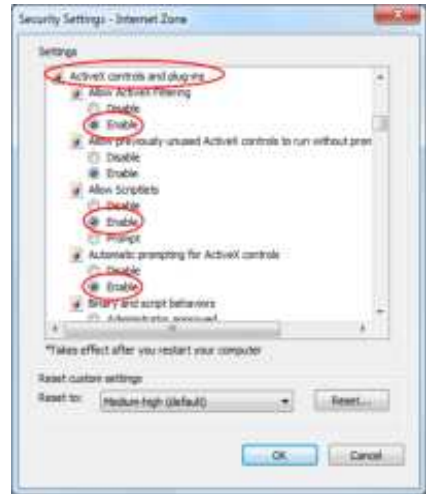 Security Settings - Internet Zone
Settings
ActiveX controls and plug-ins
Allow ActiveX Filtering
Disable
Enable
Allow previously unused ActiveX controls to run without prom
Disable
Enable
Allow Scriptlets
Disable
Enable
Prompt
Automatic prompting for ActiveX controls
Disable
Enable
Binary and script behaviors
Administrator approved
*Takes effect after you restart your computer
Reset custom settings
Reset to:
Medium-high (default)
Reset...
OK
Cancel